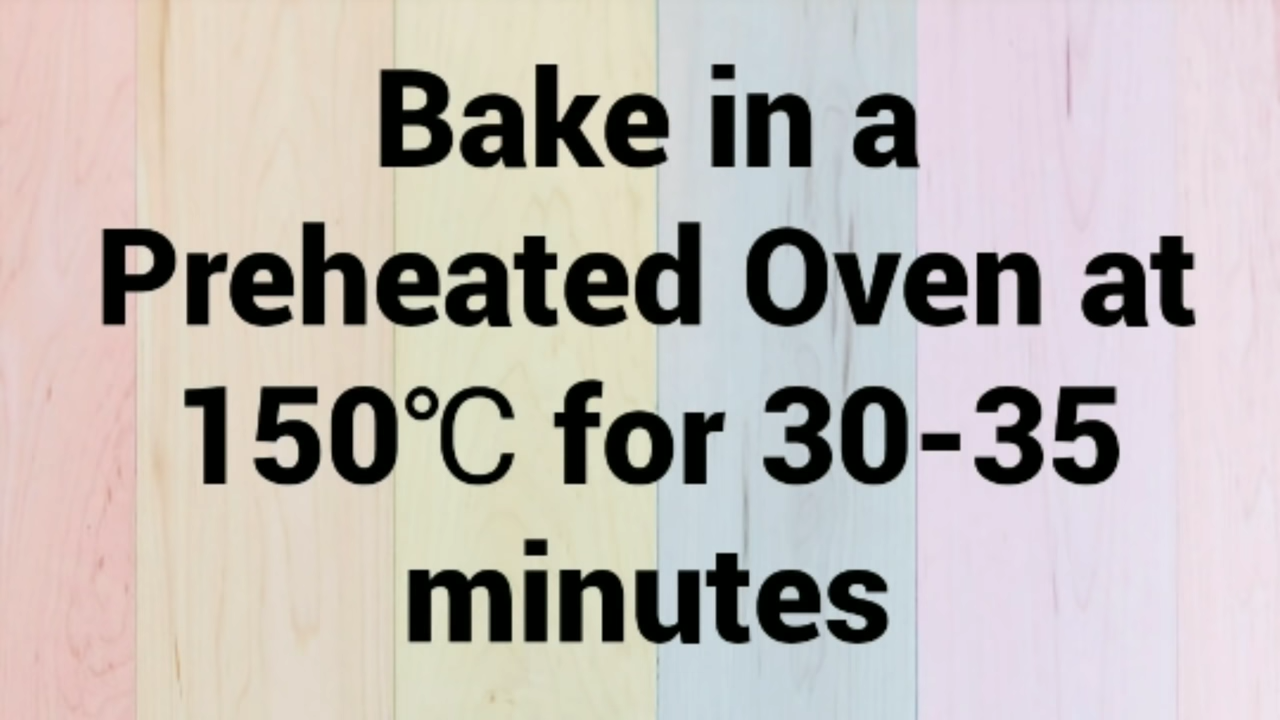 Bake in a
Preheated Oven at
150℃ for 30-35
minutes